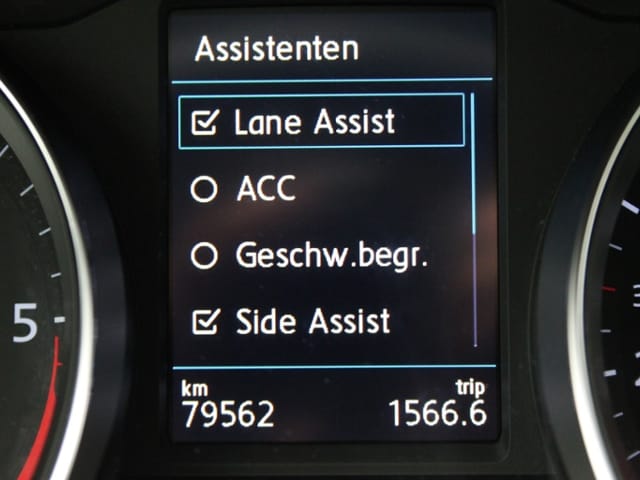 Assistenten
Lane Assist
ACC
Geschw.begr.
Side Assist
km trip
79562 1566.6
5